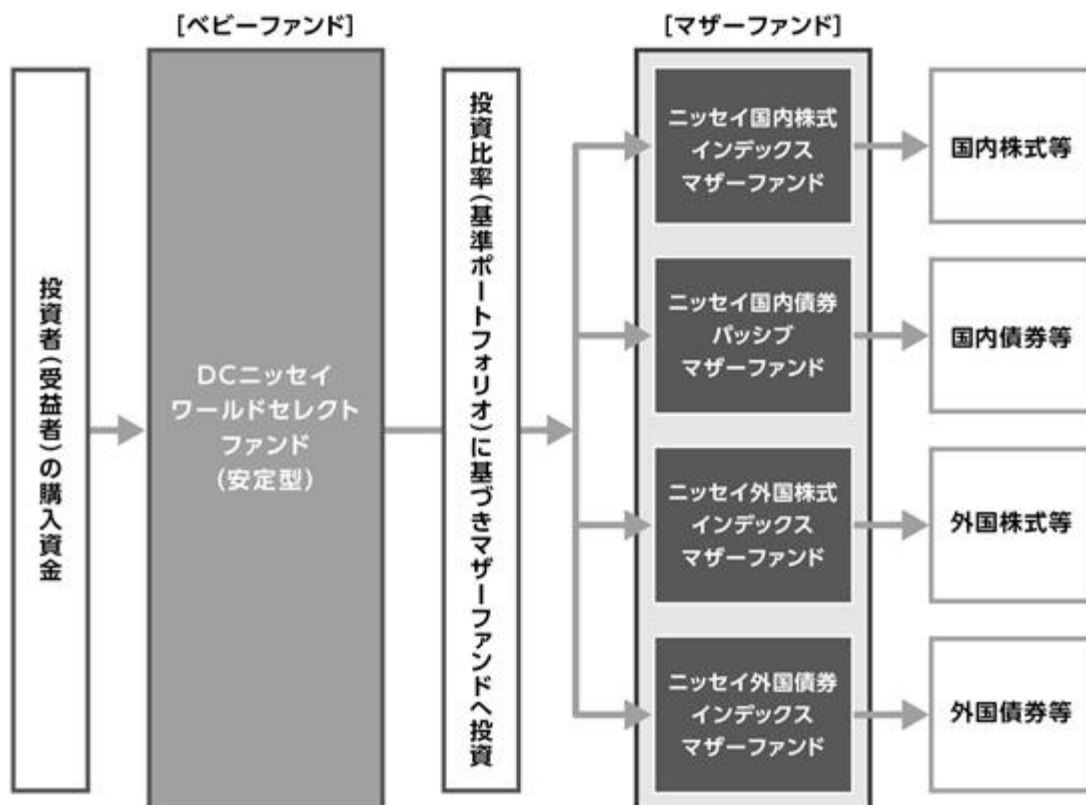 [ベビーファンド]
[マザーファンド]
投資者(受益者)の購入資金
DCニッセイ
ワールドセレクト
ファンド
(安定型)
投資比率(基準ポートフォリオ)に基づきマザーファンドへ投資
ニッセイ国内株式
インデックス
マザーファンド
国内株式等
ニッセイ国内債券
パッシブ
マザーファンド
国内債券等
ニッセイ外国株式
インデックス
マザーファンド
外国株式等
ニッセイ外国債券
インデックス
マザーファンド
外国債券等